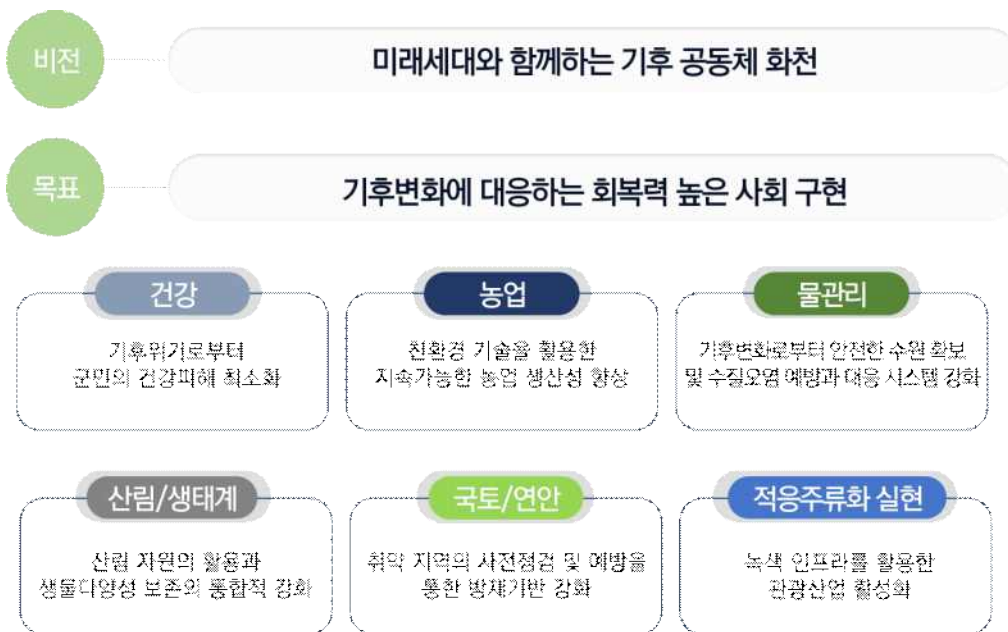 비전
미래세대와 함께하는 기후 공동체 화천
목표
기후변화에 대응하는 회복력 높은 사회 구현
건강
기후위기로부터
군민의 건강피해 최소화
농업
친환경 기술을 활용한
지속가능한 농업 생산성 향상
물관리
기후변화로부터 안전한 수원 확보
및 수질오염 예방과 대응 시스템 강화
산림/생태계
산림 자원의 활용과
생물다양성 보존의 통합적 강화
국토/연안
취약 지역의 사전점검 및 예방을
통한 방재기반 강화
적응주류화 실현
녹색 인프라를 활용한
관광산업 활성화